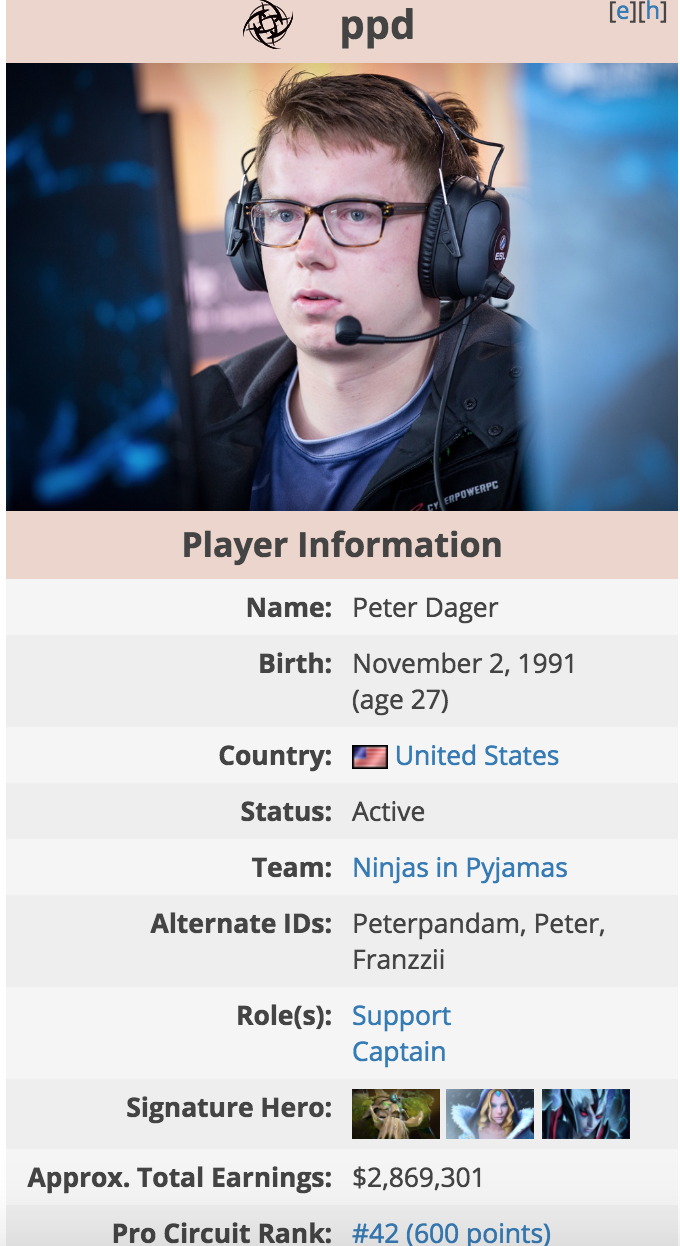 ppd
[e][h]
ESL
CYBERPOWERPC
Player Information
Name: Peter Dager
Birth: November 2, 1991
(age 27)
Country: United States
Status: Active
Team: Ninjas in Pyjamas
Alternate IDs: Peterpandam, Peter,
Franzzii
Role(s): Support
Captain
Signature Hero:
Approx. Total Earnings: $2,869,301
Pro Circuit Rank: #42 (600 points)